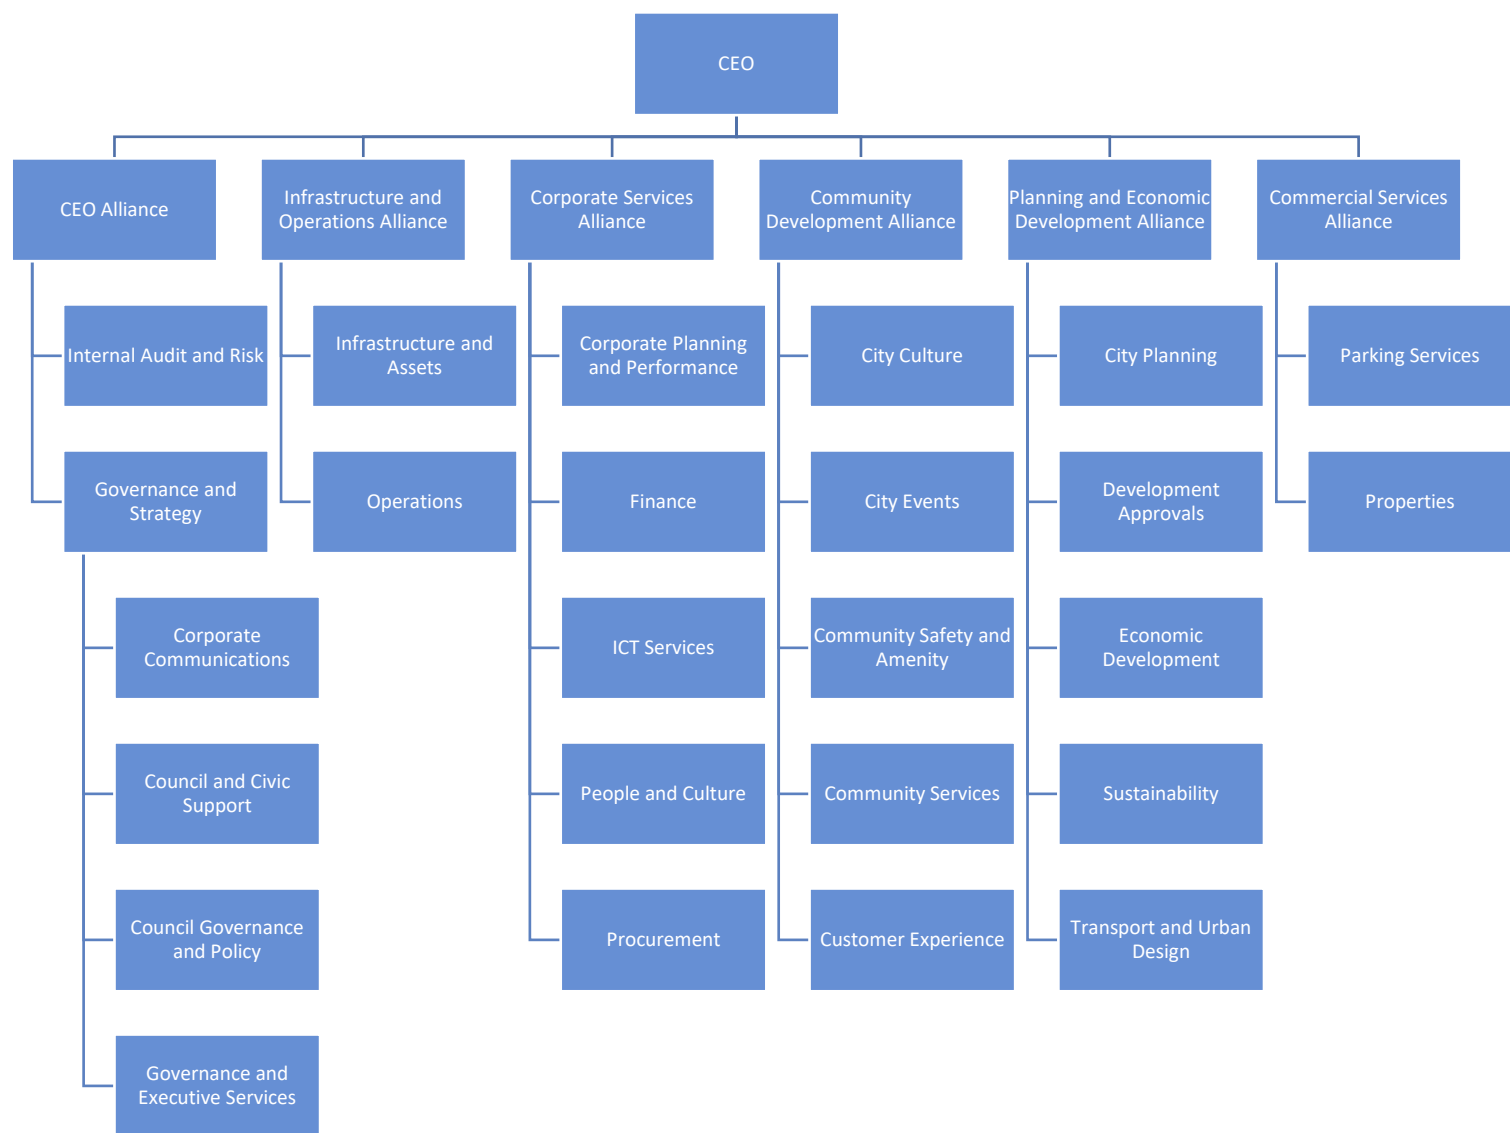 CEO
CEO Alliance
Infrastructure and
Operations Alliance
Corporate Services
Alliance
Community
Development Alliance
Planning and Economic
Development Alliance
Commercial Services
Alliance
Internal Audit and Risk
Governance and
Strategy
Corporate
Communications
Council and Civic
Support
Council Governance
and Policy
Governance and
Executive Services
Infrastructure and
Assets
Operations
Corporate Planning
and Performance
Finance
ICT Services
People and Culture
Procurement
City Culture
City Events
Community Safety and
Amenity
Community Services
Customer Experience
City Planning
Development
Approvals
Economic
Development
Sustainability
Transport and Urban
Design
Parking Services
Properties